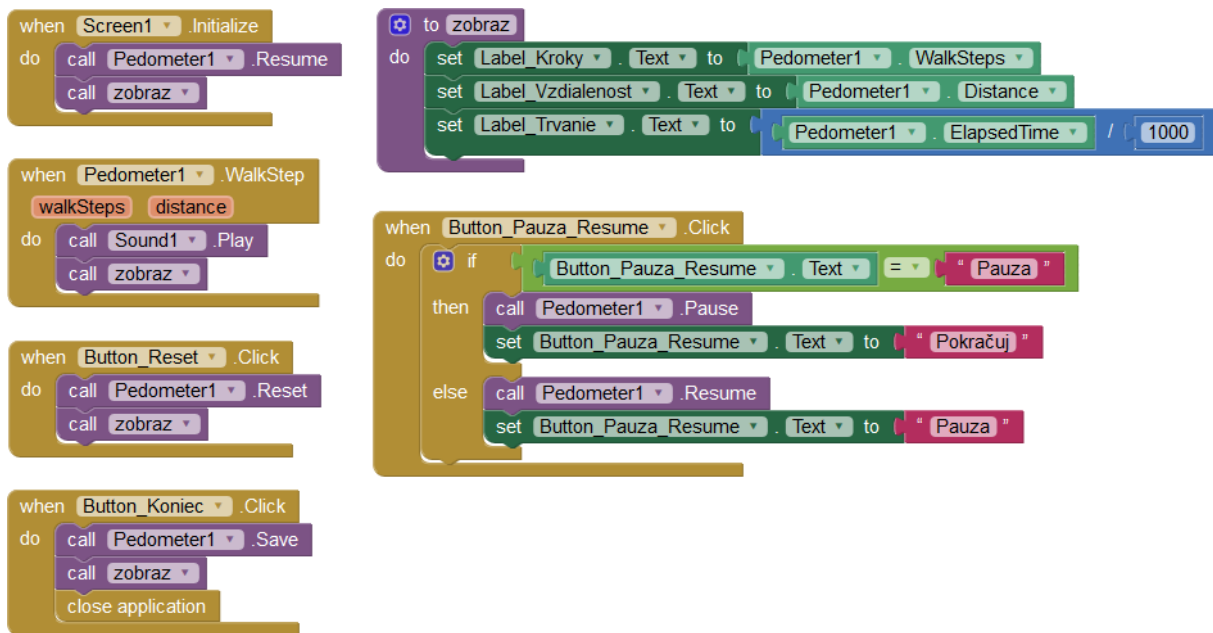 when Screen1 .Initialize
do call Pedometer1 .Resume
call zobraz
when Pedometer1 .WalkStep
walkSteps distance
do call Sound1 .Play
call zobraz
when Button_Reset .Click
do call Pedometer1 .Reset
call zobraz
when Button_Koniec .Click
do call Pedometer1 .Save
call zobraz
close application
to zobraz
do set Label_Kroky . Text to Pedometer1 . WalkSteps
set Label_Vzdialenost . Text to Pedometer1 . Distance
set Label_Trvanie . Text to Pedometer1 . ElapsedTime / 1000
when Button_Pauza_Resume .Click
do if Button_Pauza_Resume . Text = “ Pauza ”
then call Pedometer1 .Pause
set Button_Pauza_Resume . Text to “ Pokračuj ”
else call Pedometer1 .Resume
set Button_Pauza_Resume . Text to “ Pauza ”